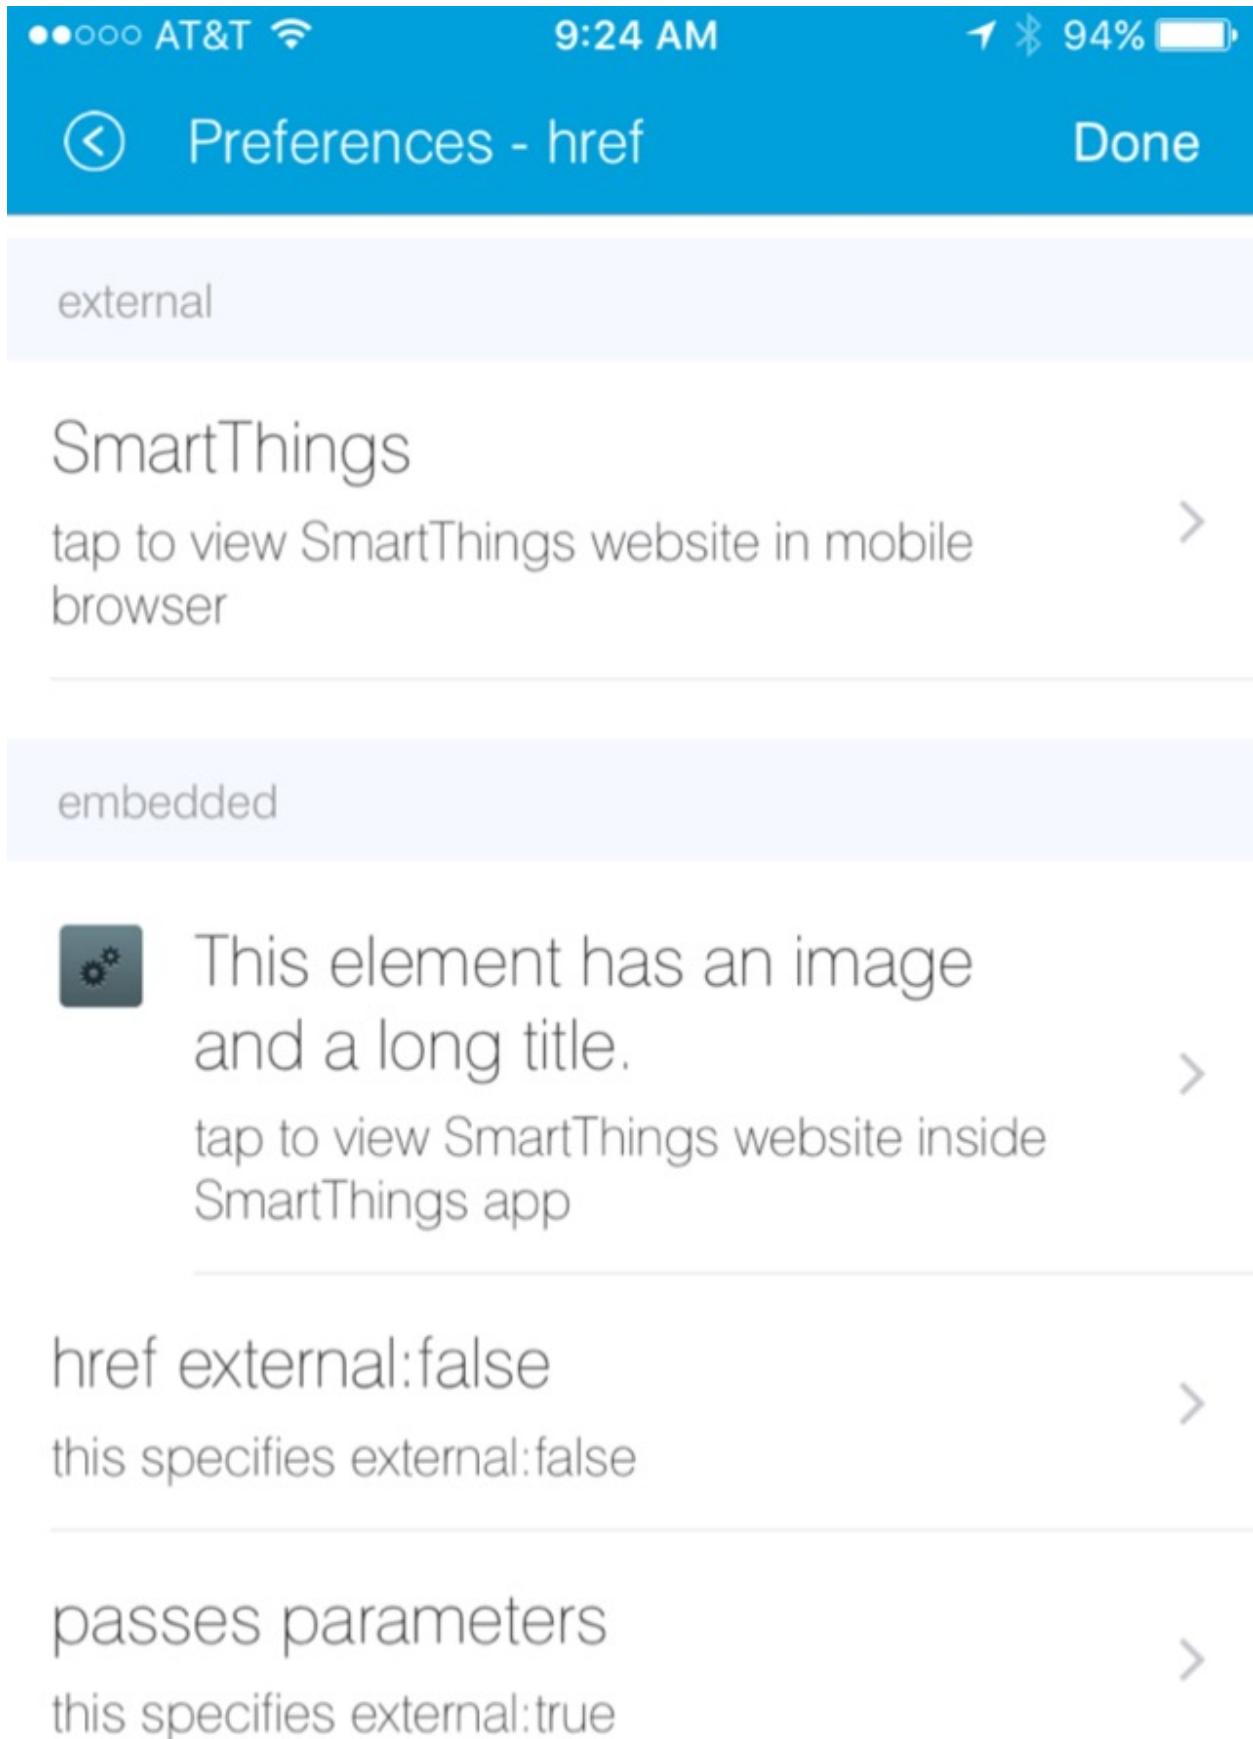 AT&T 9:24 AM 94%
Preferences - href Done
external
SmartThings
tap to view SmartThings website in mobile
browser
embedded
This element has an image
and a long title.
tap to view SmartThings website inside
SmartThings app
href external:false
this specifies external:false
passes parameters
this specifies external:true